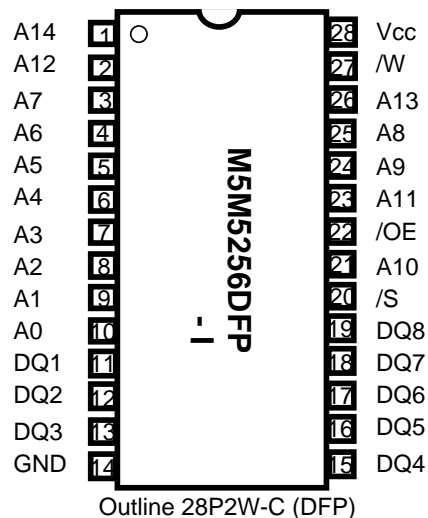 A14 1 28 Vcc
A12 2 27 /W
A7 3 26 A13
A6 4 25 A8
A5 5 24 A9
A4 6 23 A11
A3 7 22 /OE
A2 8 21 A10
A1 9 20 /S
A0 10 19 DQ8
DQ1 11 18 DQ7
DQ2 12 17 DQ6
DQ3 13 16 DQ5
GND 14 15 DQ4
M5M5256DFP
-I
Outline 28P2W-C (DFP)